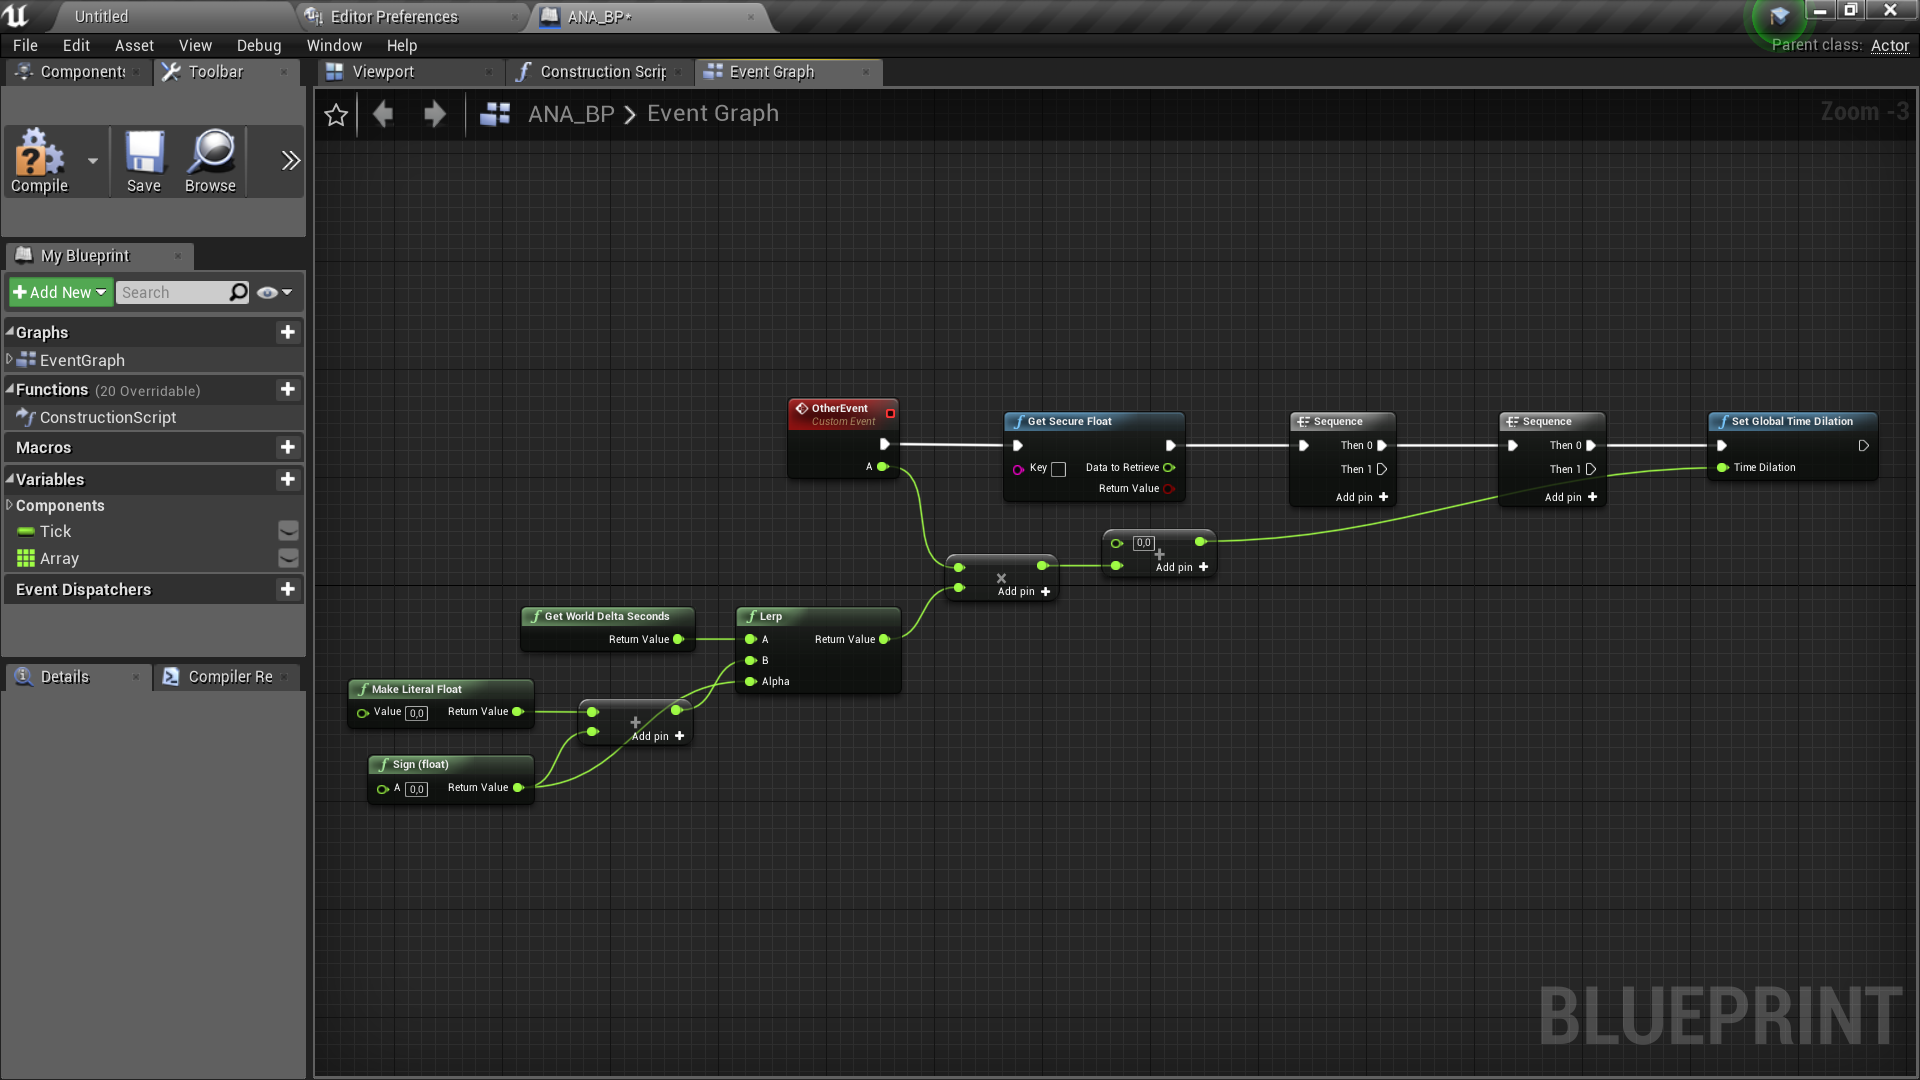 Untitled
Editor Preferences
ANA_BP*
File Edit Asset View Debug Window Help
Parent class: Actor
Components
Toolbar
Viewport
Construction Scrip
Event Graph
ANA_BP Event Graph
Zoom -3
Compile
Save
Browse
My Blueprint
Add New
Search
Graphs
EventGraph
Functions (20 Overridable)
ConstructionScript
Macros
Variables
Components
Tick
Array
Event Dispatchers
Details
Compiler Re
OtherEvent
Custom Event
A
Get Secure Float
Key
Data to Retrieve
Return Value
Sequence
Then 0
Then 1
Add pin
Sequence
Then 0
Then 1
Add pin
Set Global Time Dilation
Time Dilation
0,0
Add pin
Add pin
Get World Delta Seconds
Return Value
Lerp
A Return Value
B
Alpha
Make Literal Float
Value 0,0 Return Value
Add pin
Sign (float)
A 0,0 Return Value
BLUEPRINT